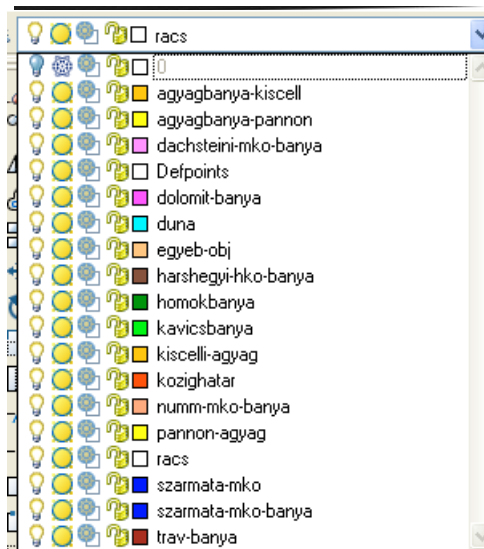 racs
0
agyagbanya-kiscell
agyagbanya-pannon
dachsteini-mko-banya
Defpoints
dolomit-banya
duna
egyeb-obj
harshegyi-hko-banya
homokbanya
kavicsbanya
kiscelli-agyag
kozighatar
numm-mko-banya
pannon-agyag
racs
szarmata-mko
szarmata-mko-banya
trav-banya